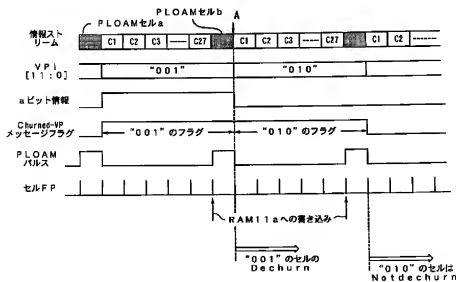 PLOAMセルa
PLOAMセルb
A
情報ストリーム
C1 C2 C3 C27 C1 C2 C3 C27 C1 C2
VPi [11:0]
"001" "010"
aビット情報
Churned-VP メッセージフラグ
"001"のフラグ "010"のフラグ
PLOAM パルス
セルFP
RAM11aへの書き込み
"001"のセルの Dechurn
"010"のセルは Notdechurn